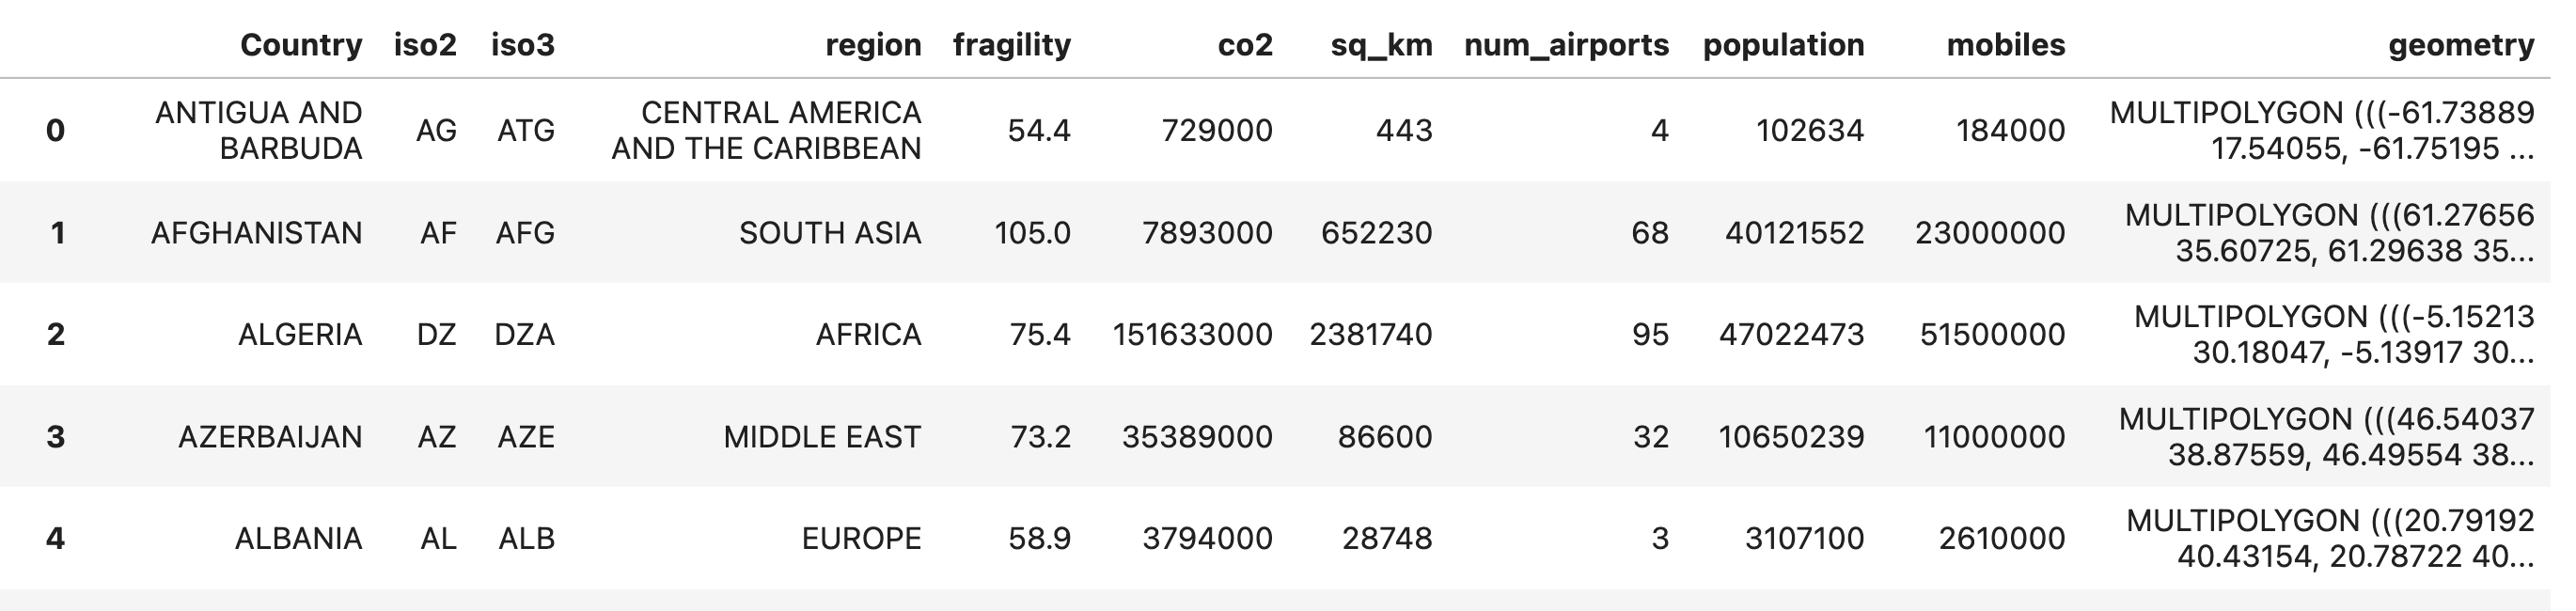 Country iso2 iso3 region fragility co2 sq_km num_airports population mobiles geometry
0 ANTIGUA AND BARBUDA AG ATG CENTRAL AMERICA AND THE CARIBBEAN 54.4 729000 443 4 102634 184000 MULTIPOLYGON (((-61.73889 17.54055, -61.75195 ...
1 AFGHANISTAN AF AFG SOUTH ASIA 105.0 7893000 652230 68 40121552 23000000 MULTIPOLYGON (((61.27656 35.60725, 61.29638 35...
2 ALGERIA DZ DZA AFRICA 75.4 151633000 2381740 95 47022473 51500000 MULTIPOLYGON (((-5.15213 30.18047, -5.13917 30...
3 AZERBAIJAN AZ AZE MIDDLE EAST 73.2 35389000 86600 32 10650239 11000000 MULTIPOLYGON (((46.54037 38.87559, 46.49554 38...
4 ALBANIA AL ALB EUROPE 58.9 3794000 28748 3 3107100 2610000 MULTIPOLYGON (((20.79192 40.43154, 20.78722 40...